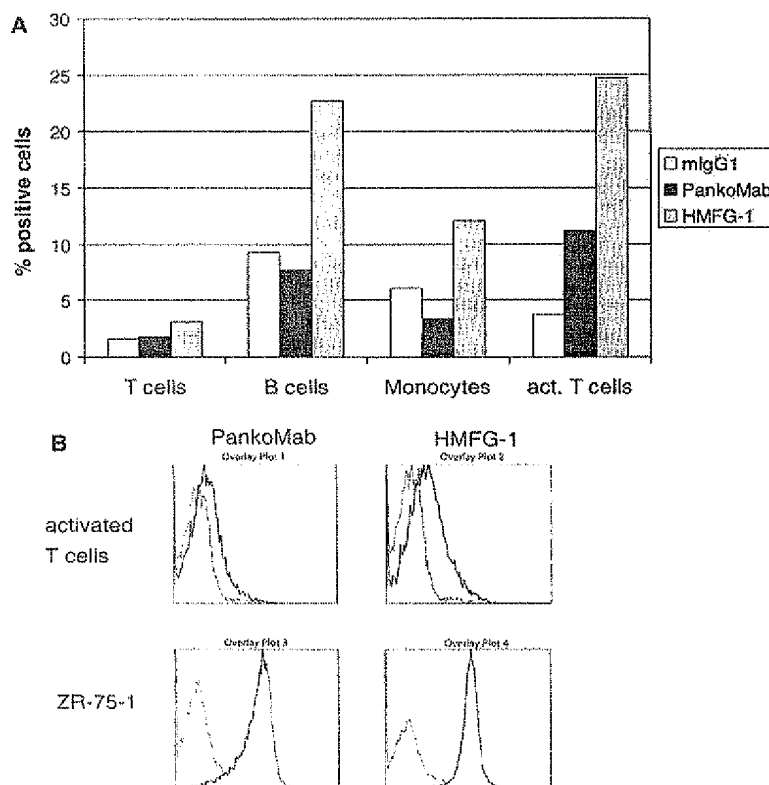 A
30
25
20
15
10
5
0
% positive cells
T cells
B cells
Monocytes
act. T cells
mIgG1
PankoMab
HMFG-1
B
PankoMab
HMFG-1
Overlay Plot 1
Overlay Plot 2
activated
T cells
Overlay Plot 3
Overlay Plot 4
ZR-75-1